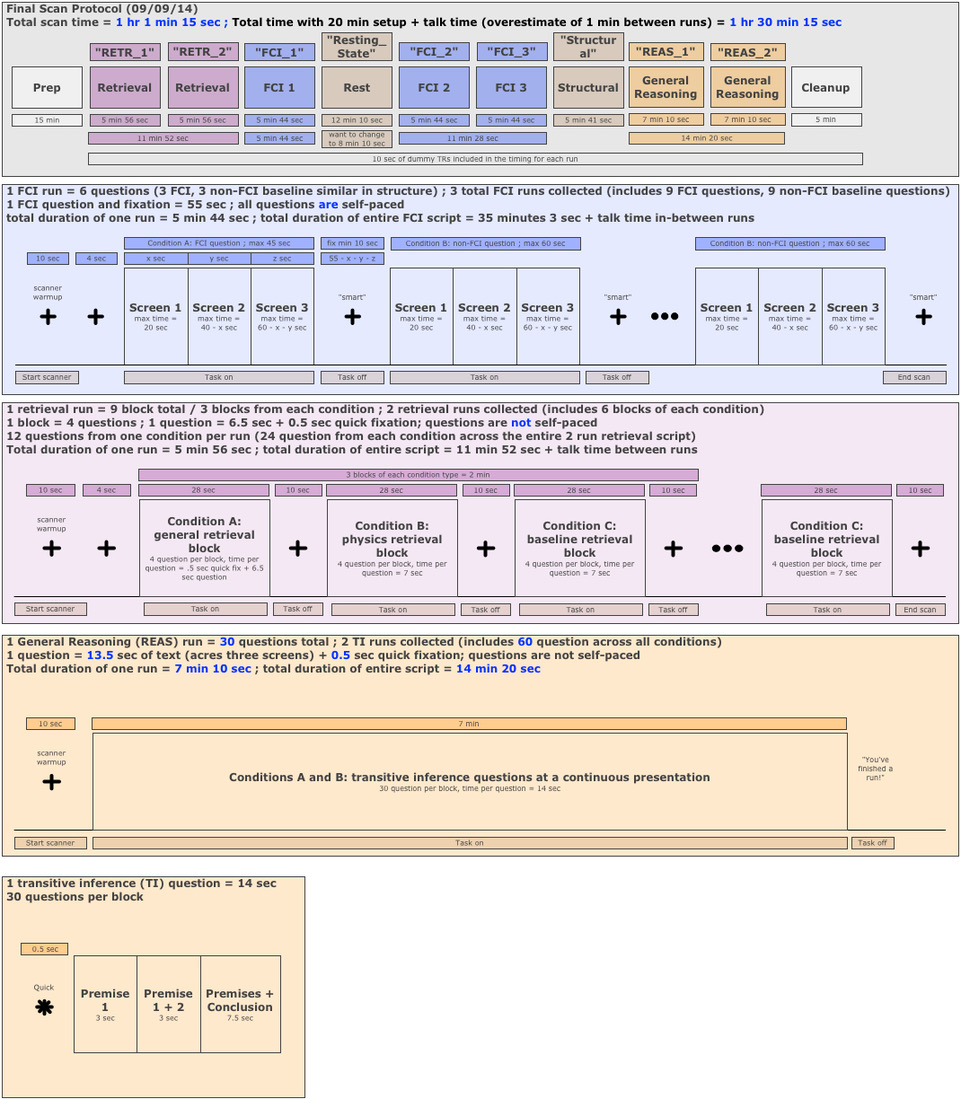 Final Scan Protocol (09/09/14)
Total scan time = 1 hr 1 min 15 sec ; Total time with 20 min setup + talk time (overestimate of 1 min between runs) = 1 hr 30 min 15 sec
"RETR_1"
"RETR_2"
"FCI_1"
"Resting_
State"
"FCI_2"
"FCI_3"
"Structur
al"
"REAS_1"
"REAS_2"
Prep
Retrieval
Retrieval
FCI 1
Rest
FCI 2
FCI 3
Structural
General
Reasoning
General
Reasoning
Cleanup
15 min
5 min 56 sec
5 min 56 sec
5 min 44 sec
12 min 10 sec
5 min 44 sec
5 min 44 sec
5 min 41 sec
7 min 10 sec
7 min 10 sec
5 min
11 min 52 sec
5 min 44 sec
want to change
to 8 min 10 sec
11 min 28 sec
14 min 20 sec
10 sec of dummy TRs included in the timing for each run
1 FCI run = 6 questions (3 FCI, 3 non-FCI baseline similar in structure) ; 3 total FCI runs collected (includes 9 FCI questions, 9 non-FCI baseline questions)
1 FCI question and fixation = 55 sec ; all questions are self-paced
total duration of one run = 5 min 44 sec ; total duration of entire FCI script = 35 minutes 3 sec + talk time in-between runs
Condition A: FCI question ; max 45 sec
fix min 10 sec
Condition B: non-FCI question ; max 60 sec
Condition B: non-FCI question ; max 60 sec
10 sec
4 sec
x sec
y sec
z sec
55 - x - y - z
scanner
warmup
Screen 1
max time =
20 sec
Screen 2
max time =
40 - x sec
Screen 3
max time =
60 - x - y sec
"smart"
Screen 1
max time =
20 sec
Screen 2
max time =
40 - x sec
Screen 3
max time =
60 - x - y sec
"smart"
Screen 1
max time =
20 sec
Screen 2
max time =
40 - x sec
Screen 3
max time =
60 - x - y sec
"smart"
Start scanner
Task on
Task off
Task on
Task off
End scan
1 retrieval run = 9 block total / 3 blocks from each condition ; 2 retrieval runs collected (includes 6 blocks of each condition)
1 block = 4 questions ; 1 question = 6.5 sec + 0.5 sec quick fixation; questions are not self-paced
12 questions from one condition per run (24 question from each condition across the entire 2 run retrieval script)
Total duration of one run = 5 min 56 sec ; total duration of entire script = 11 min 52 sec + talk time between runs
3 blocks of each condition type = 2 min
10 sec
4 sec
28 sec
10 sec
28 sec
10 sec
28 sec
10 sec
28 sec
10 sec
scanner
warmup
Condition A:
general retrieval
block
4 question per block, time per
question = .5 sec quick fix + 6.5
sec question
Condition B:
physics retrieval
block
4 question per block, time per
question = 7 sec
Condition C:
baseline retrieval
block
4 question per block, time per
question = 7 sec
Condition C:
baseline retrieval
block
4 question per block, time per
question = 7 sec
Start scanner
Task on
Task off
Task on
Task off
Task on
Task off
Task on
End scan
1 General Reasoning (REAS) run = 30 questions total ; 2 TI runs collected (includes 60 question across all conditions)
1 question = 13.5 sec of text (acres three screens) + 0.5 sec quick fixation; questions are not self-paced
Total duration of one run = 7 min 10 sec ; total duration of entire script = 14 min 20 sec
10 sec
7 min
scanner
warmup
Conditions A and B: transitive inference questions at a continuous presentation
30 question per block, time per question = 14 sec
"You've
finished a
run!"
Start scanner
Task on
Task off
1 transitive inference (TI) question = 14 sec
30 questions per block
0.5 sec
Quick
Premise
1
3 sec
Premise
1 + 2
3 sec
Premises +
Conclusion
7.5 sec